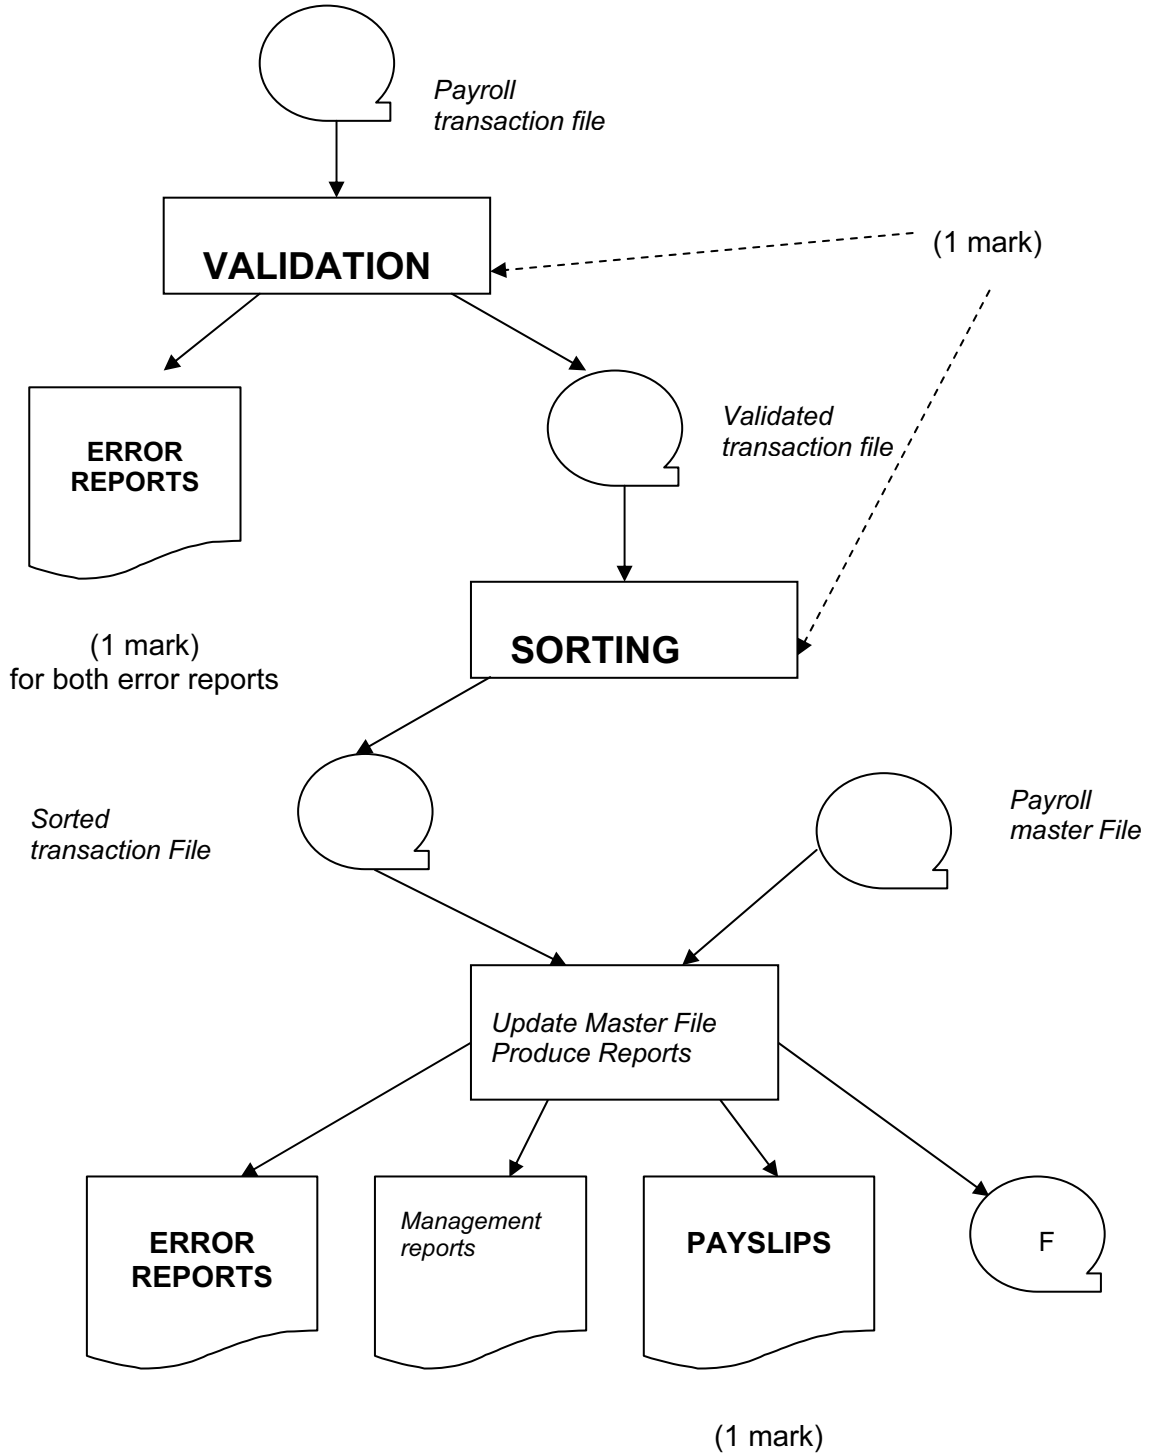 Payroll
transaction file
VALIDATION
(1 mark)
ERROR
REPORTS
Validated
transaction file
(1 mark)
for both error reports
SORTING
Sorted
transaction File
Payroll
master File
Update Master File
Produce Reports
ERROR
REPORTS
Management
reports
PAYSLIPS
F
(1 mark)